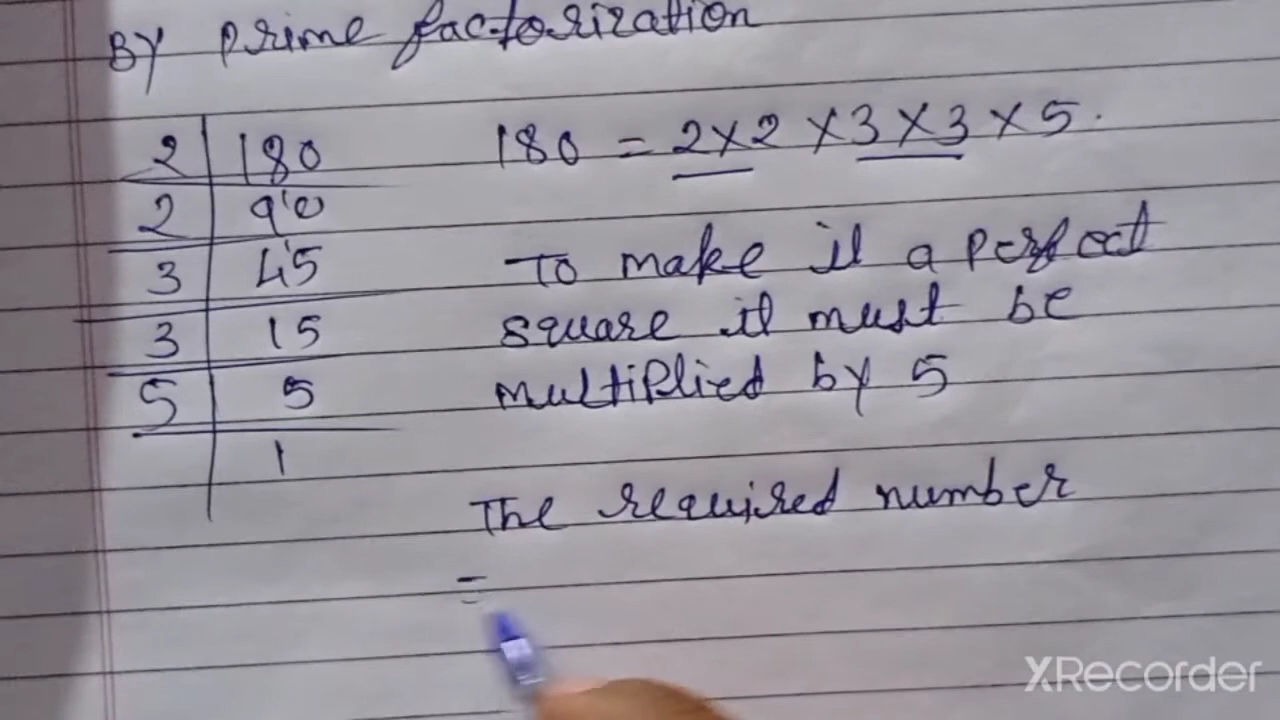 By prime factorization
2 | 180
2 | 90
3 | 45
3 | 15
5 | 5
1
180 = 2×2 ×3×3×5.
To make it a perfect
square it must be
multiplied by 5
The required number
=
XRecorder